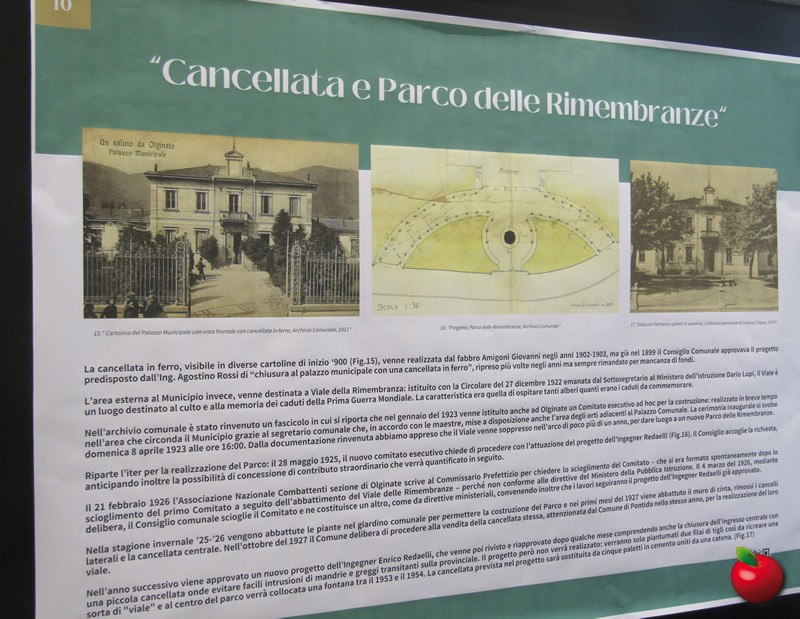 10
"Cancellata e Parco delle Rimembranze"
Un saluto da Olginate
Palazzo Municipale
SCALA 1:
15." Cartolina del Palazzo Municipale con vista frontale con cancellata in ferro, Archivio Comunale, 1911"
16. "Progetto, Parco della Rimembranze, Archivio Comunale"
La cancellata in ferro, visibile in diverse cartoline di inizio '900 (Fig.15), venne realizzata dal fabbro Amigoni Giovanni negli anni 1902-1903, ma già nel 1899 il Consiglio Comunale approvava il progetto
predisposto dall'Ing. Agostino Rossi di "chiusura al palazzo municipale con una cancellata in ferro", ripreso più volte negli anni ma sempre rimandato per mancanza di fondi.
L'area esterna al Municipio invece, venne destinata a Viale della Rimembranza: istituito con la Circolare del 27 dicembre 1922 emanata dal Sottosegretario al Ministero dell'istruzione Dario Lupi, il Viale è
un luogo destinato al culto e alla memoria dei caduti della Prima Guerra Mondiale. La caratteristica era quella di ospitare tanti alberi quanti erano i caduti da commemorare.
Nell'archivio comunale è stato rinvenuto un fascicolo in cui si riporta che nel gennaio del 1923 venne istituito anche ad Olginate un Comitato esecutivo ad hoc per la costruzione: realizzato in breve tempo
nell'area che circonda il Municipio grazie al segretario comunale che, in accordo con le maestre, mise a disposizione anche l'area degli orti adiacenti al Palazzo Comunale. La cerimonia inaugurale si svolse
domenica 8 aprile 1923 alle ore 16:00. Dalla documentazione rinvenuta abbiamo appreso che il Viale venne soppresso nell'arco di poco più di un anno, per dare luogo a un nuovo Parco delle Rimembranze.
Riparte l'iter per la realizzazione del Parco: il 28 maggio 1925, il nuovo comitato esecutivo chiede di procedere con l'attuazione del progetto dell'Ingegner Redaelli (Fig.16). Il Consiglio accoglie la richiesta,
anticipando inoltre la possibilità di concessione di contributo straordinario che verrà quantificato in seguito.
Il 21 febbraio 1926 l'Associazione Nazionale Combattenti sezione di Olginate scrive al Commissario Prefettizio per chiedere lo scioglimento del Comitato – che si era formato spontaneamente dopo lo
scioglimento del primo Comitato a seguito dell'abbattimento del Viale delle Rimembranze – perché non conforme alle direttive del Ministero della Pubblica Istruzione. Il 4 marzo del 1926, mediante
delibera, il Consiglio comunale scioglie il Comitato e ne costituisce un altro, come da direttive ministeriali, convenendo inoltre che i lavori seguiranno il progetto dell'Ingegner Redaelli già approvato.
Nella stagione invernale '25-'26 vengono abbattute le piante nel giardino comunale per permettere la costruzione del Parco e nei primi mesi del 1927 viene abbattuto il muro di cinta, rimossi i cancelli
laterali e la cancellata centrale. Nell'ottobre del 1927 il Comune delibera di procedere alla vendita della cancellata stessa, attenzionata dal Comune di Pontida nello stesso anno, per la realizzazione del loro
viale.
Nell'anno successivo viene approvato un nuovo progetto dell'Ingegner Enrico Redaelli, che venne poi rivisto e riapprovato dopo qualche mese comprendendo anche la chiusura dell'ingresso centrale con
una piccola cancellata onde evitare facili intrusioni di mandrie e greggi transitanti sulla provinciale. Il progetto però non verrà realizzato: verranno solo piantumati due filai di tigli così da ricreare una
sorta di "viale" e al centro del parco verrà collocata una fontana tra il 1953 e il 1954. La cancellata prevista nel progetto sarà sostituita da cinque paletti in cemento uniti da una catena. (Fig.17)